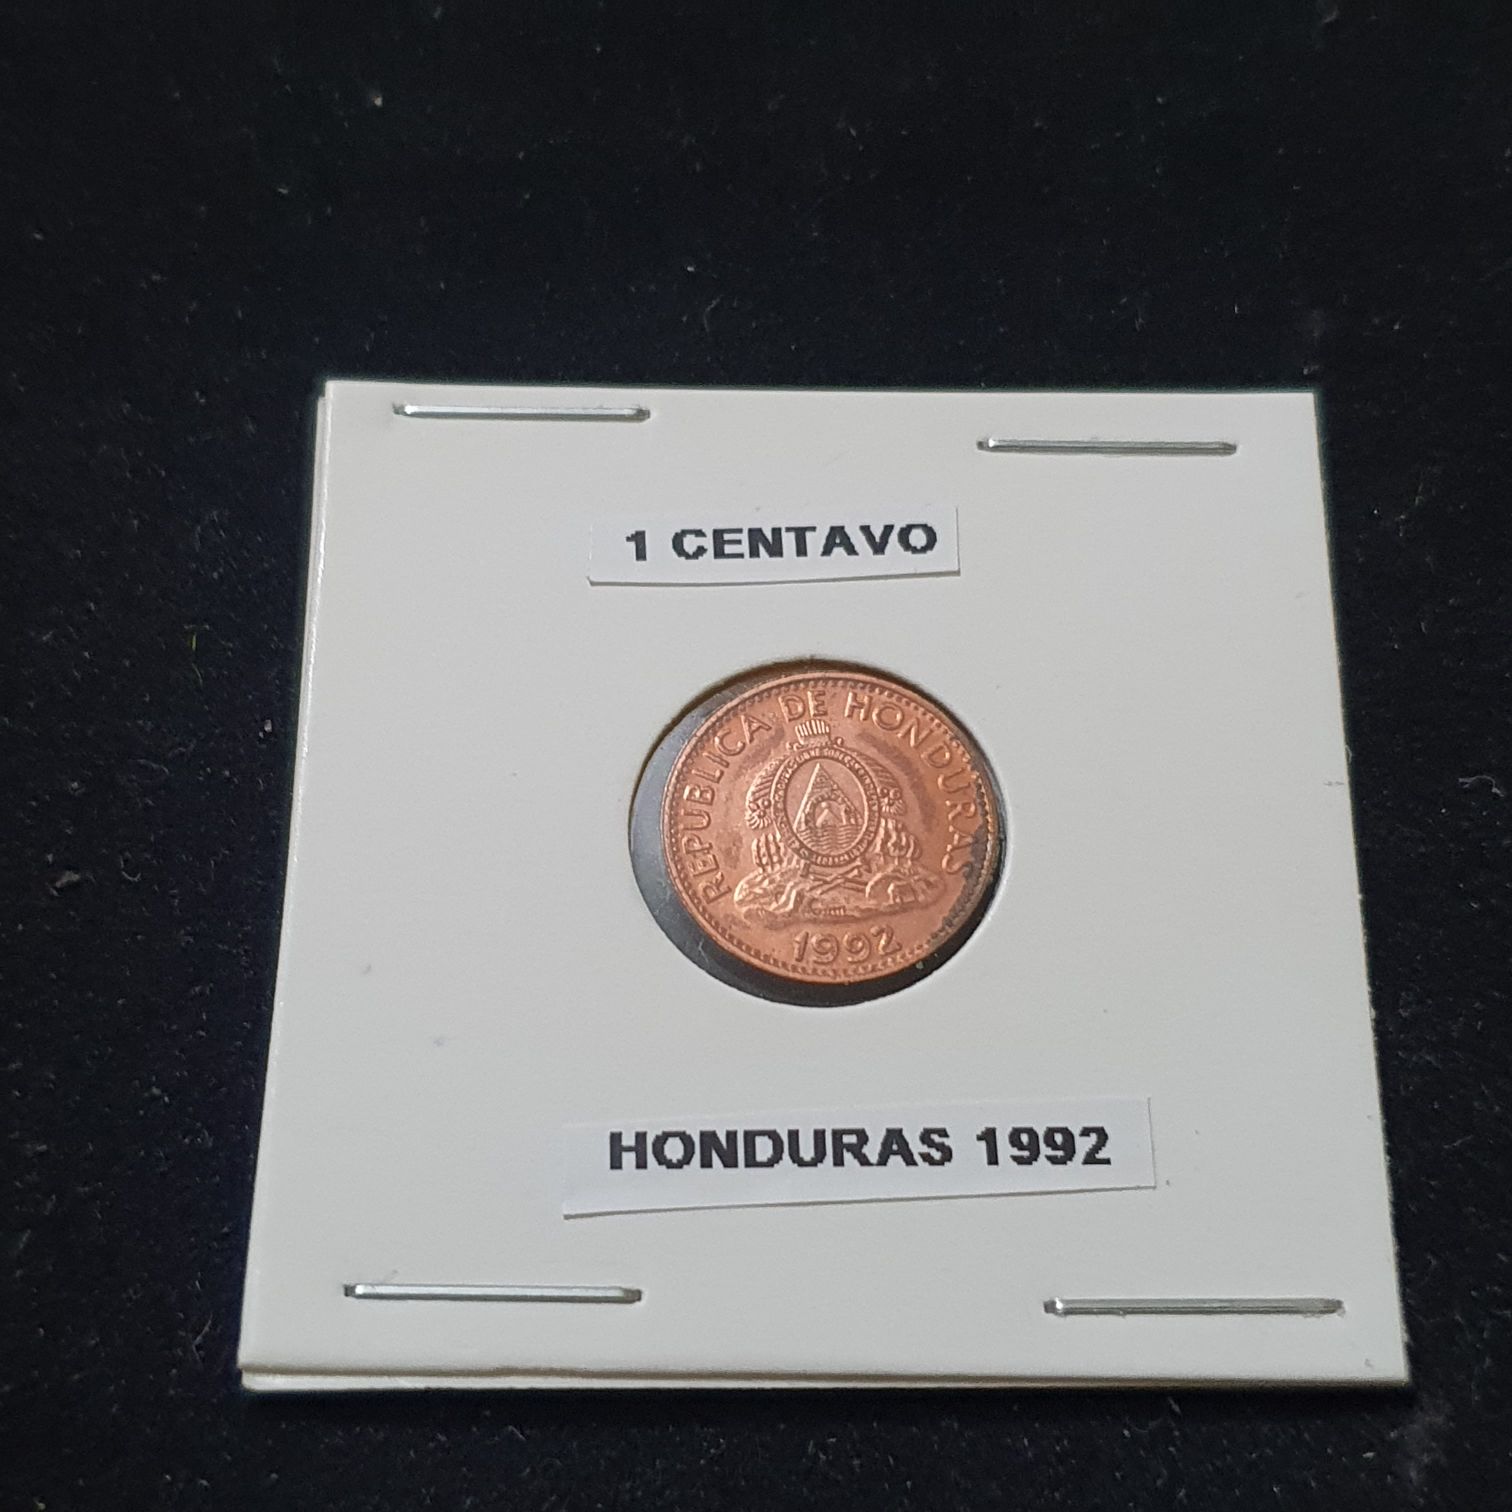 1 CENTAVO
REPUBLICA DE HONDURAS
1992
HONDURAS 1992